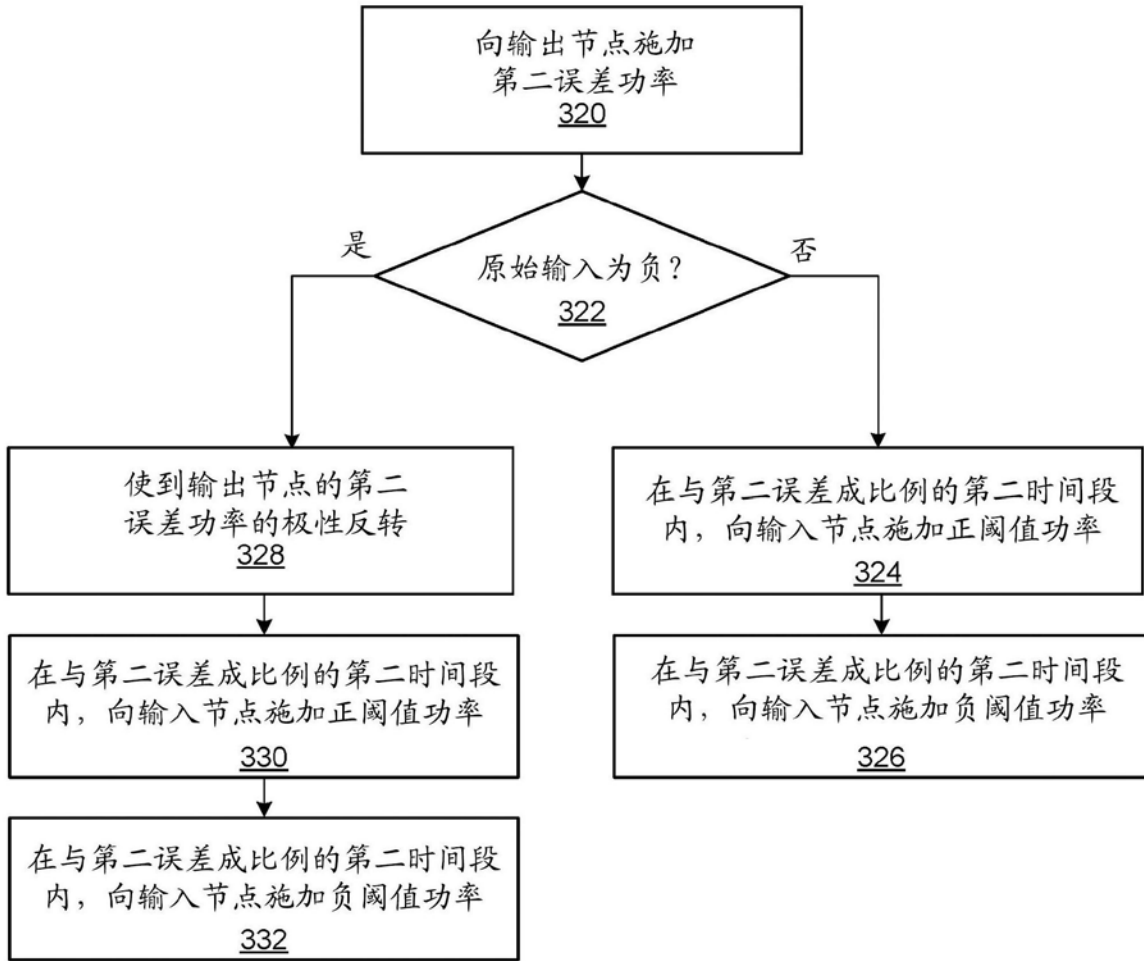 向输出节点施加
第二误差功率
320
是
否
原始输入为负?
322
使到输出节点的第二
误差功率的极性反转
328
在与第二误差成比例的第二时间段
内，向输入节点施加正阈值功率
330
在与第二误差成比例的第二时间段
内，向输入节点施加负阈值功率
332
在与第二误差成比例的第二时间段
内，向输入节点施加正阈值功率
324
在与第二误差成比例的第二时间段
内，向输入节点施加负阈值功率
326